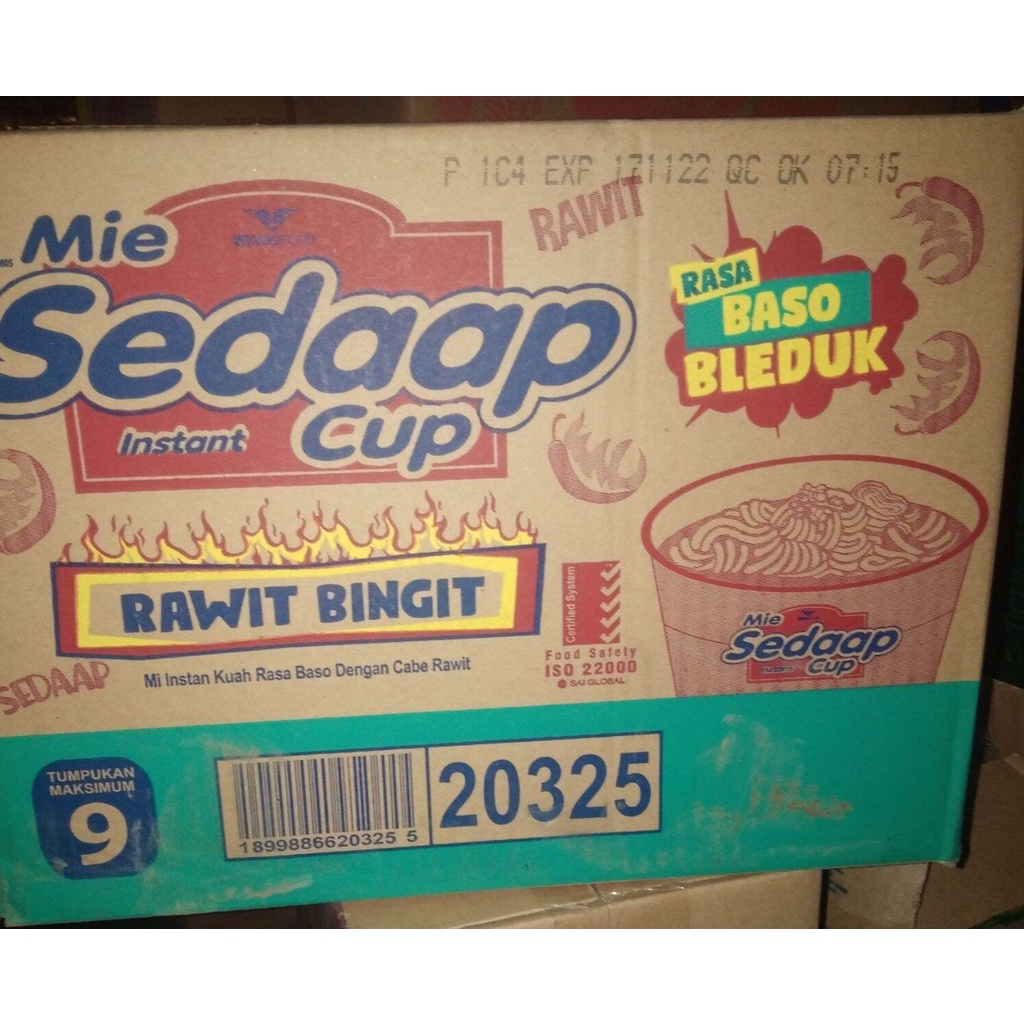 P 1C4 EXP 171122 QC OK 07:15
RAWIT
Mie
Sedaap
Instant Cup
RASA
BASO
BLEDUK
RAWIT BINGIT
Mi Instan Kuah Rasa Baso Dengan Cabe Rawit
SEDAAP
Certified System
Food Safety
ISO 22000
SAI GLOBAL
Mie
Sedaap
Cup
TUMPUKAN
MAKSIMUM
9
1 899886620325 5
20325